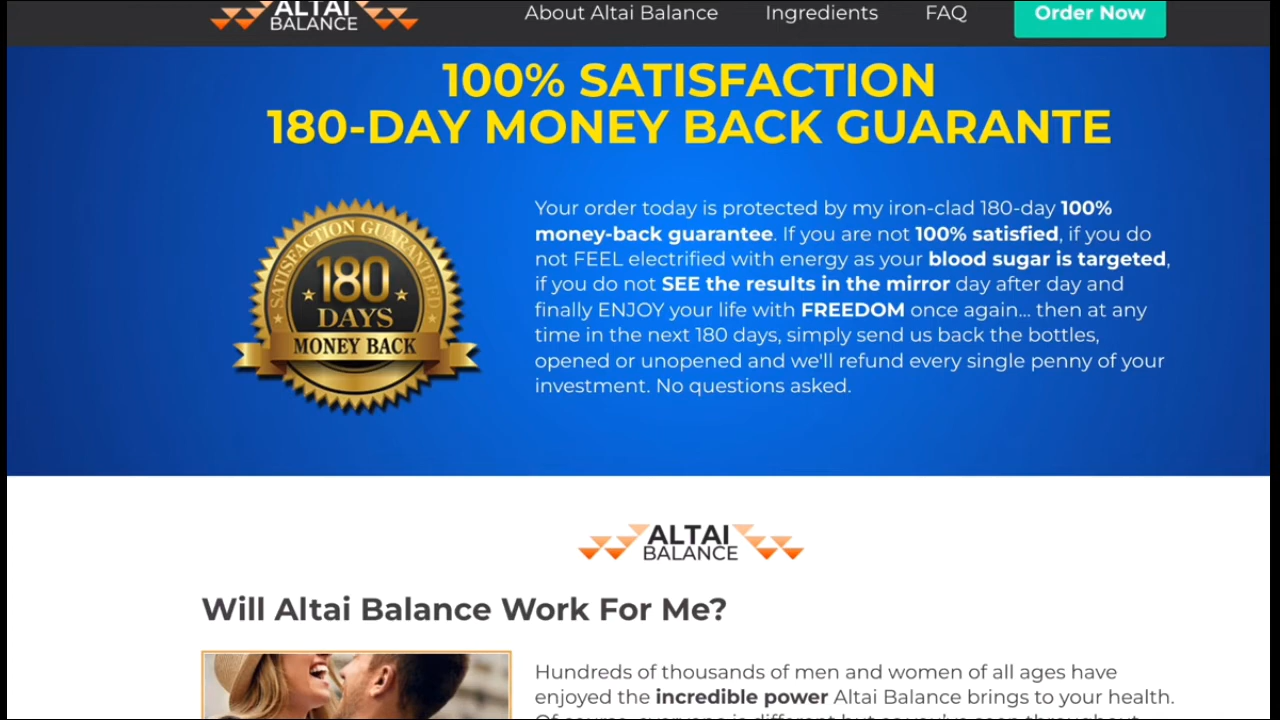 ALTAI
BALANCE
About Altai Balance
Ingredients
FAQ
Order Now
100% SATISFACTION
180-DAY MONEY BACK GUARANTE
SATISFACTION GUARANTEED
180
DAYS
MONEY BACK
Your order today is protected by my iron-clad 180-day 100%
money-back guarantee. If you are not 100% satisfied, if you do
not FEEL electrified with energy as your blood sugar is targeted,
if you do not SEE the results in the mirror day after day and
finally ENJOY your life with FREEDOM once again... then at any
time in the next 180 days, simply send us back the bottles,
opened or unopened and we'll refund every single penny of your
investment. No questions asked.
ALTAI
BALANCE
Will Altai Balance Work For Me?
Hundreds of thousands of men and women of all ages have
enjoyed the incredible power Altai Balance brings to your health.